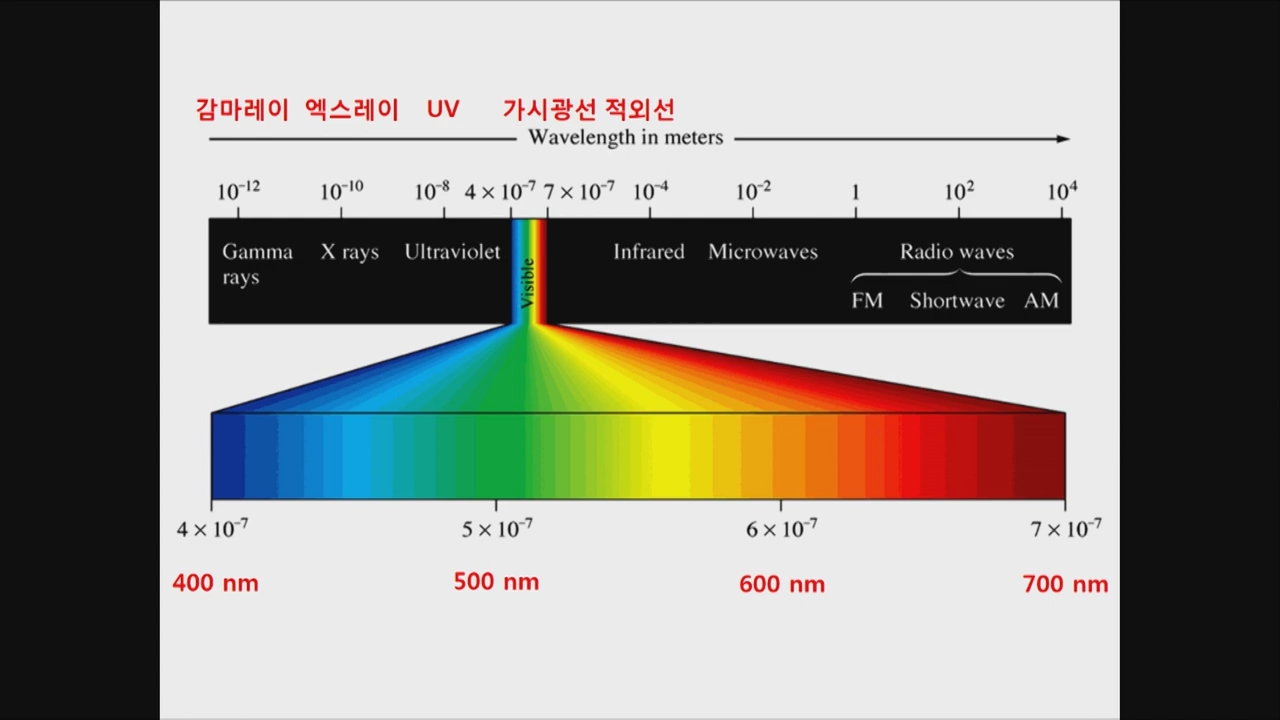 감마레이 엑스레이 UV 가시광선 적외선
Wavelength in meters
10⁻¹² 10⁻¹⁰ 10⁻⁸ 4 × 10⁻⁷ 7 × 10⁻⁷ 10⁻⁴ 10⁻² 1 10² 10⁴
Gamma rays X rays Ultraviolet Visible Infrared Microwaves Radio waves
FM Shortwave AM
4 × 10⁻⁷ 5 × 10⁻⁷ 6 × 10⁻⁷ 7 × 10⁻⁷
400 nm 500 nm 600 nm 700 nm